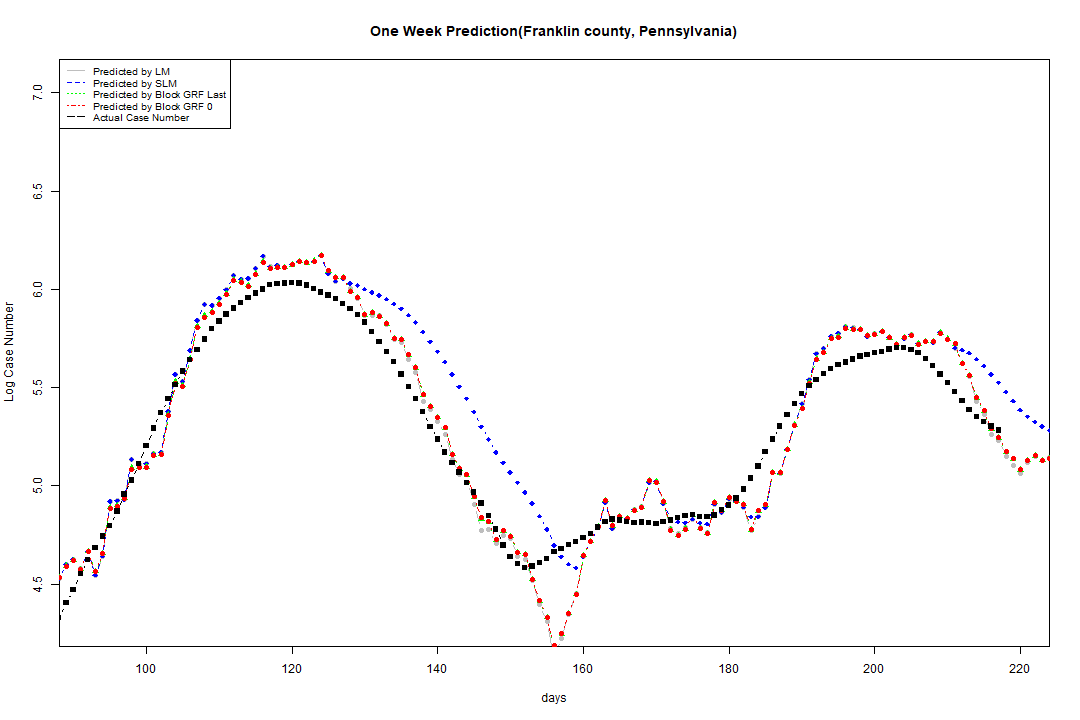 One Week Prediction(Franklin county, Pennsylvania)
Predicted by LM
Predicted by SLM
Predicted by Block GRF Last
Predicted by Block GRF 0
Actual Case Number
7.0
6.5
6.0
5.5
5.0
4.5
Log Case Number
100 120 140 160 180 200 220
days